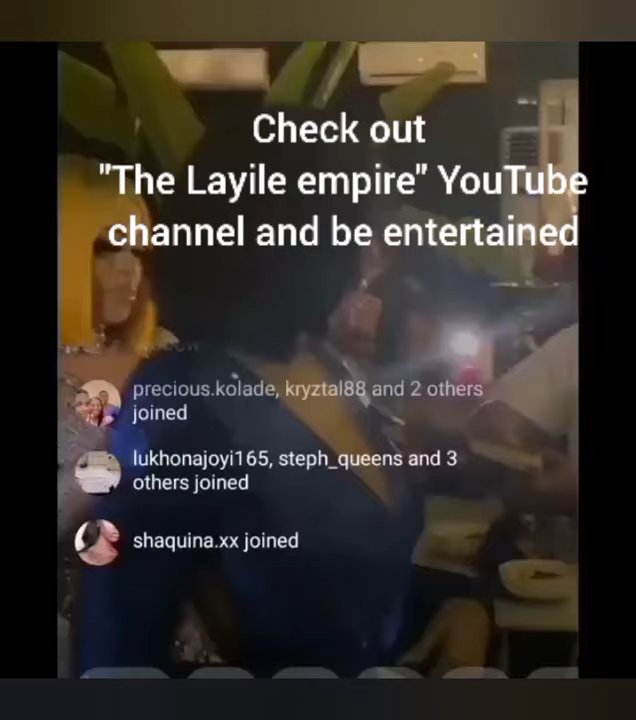 Check out
"The Layile empire" YouTube
channel and be entertained
precious.kolade, kryztal88 and 2 others
joined
lukhonajoyi165, steph_queens and 3
others joined
shaquina.xx joined